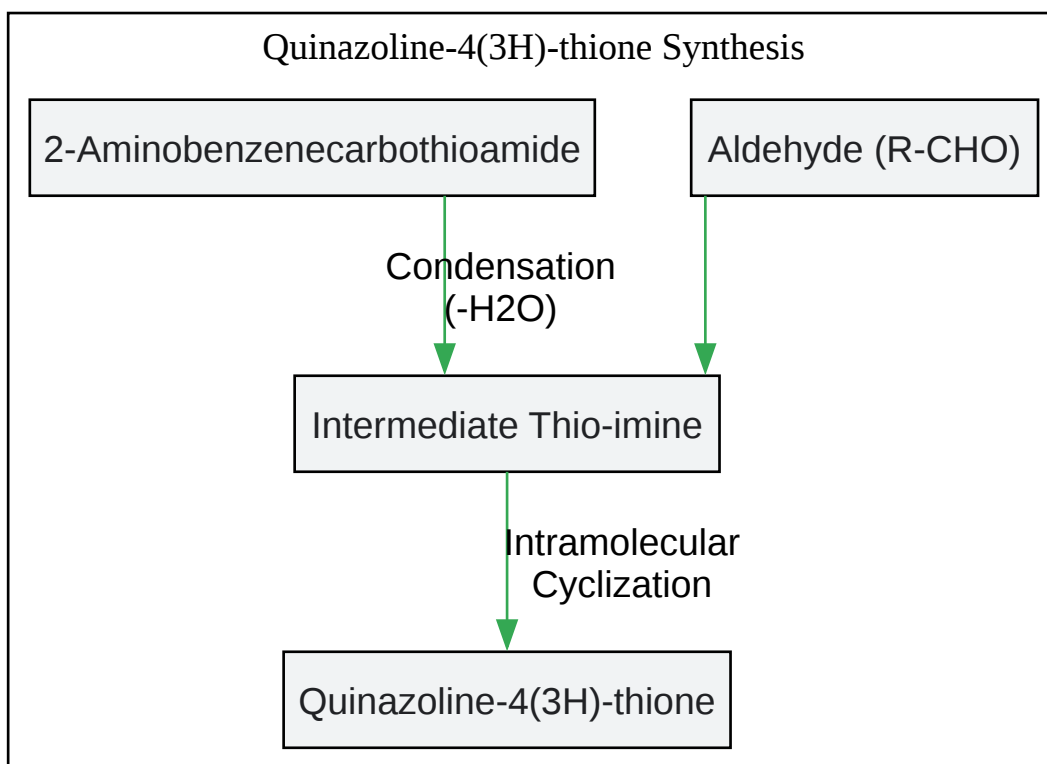 Quinazoline-4(3H)-thione Synthesis
2-Aminobenzenecarbothioamide
Aldehyde (R-CHO)
Condensation
(-H2O)
Intermediate Thio-imine
Intramolecular
Cyclization
Quinazoline-4(3H)-thione